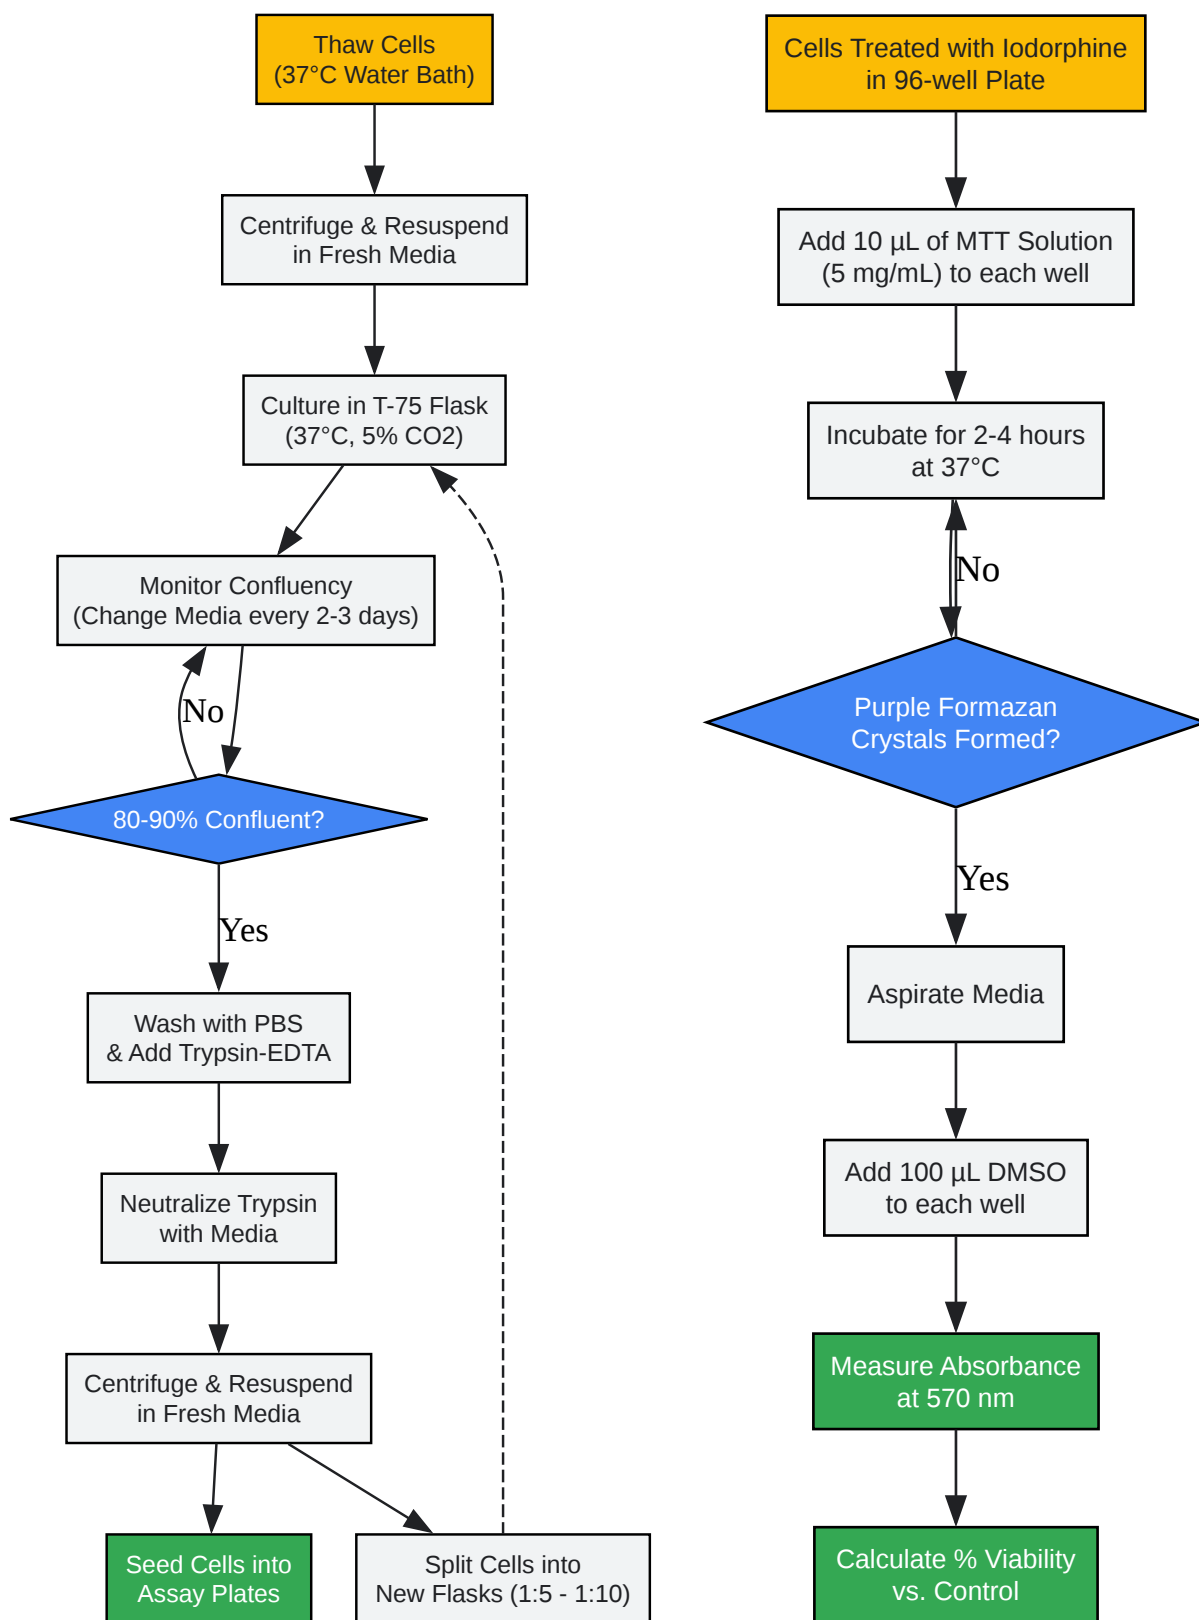 Thaw Cells
(37°C Water Bath)
Centrifuge & Resuspend
in Fresh Media
Culture in T-75 Flask
(37°C, 5% CO2)
Monitor Confluency
(Change Media every 2-3 days)
No
80-90% Confluent?
Yes
Wash with PBS
& Add Trypsin-EDTA
Neutralize Trypsin
with Media
Centrifuge & Resuspend
in Fresh Media
Seed Cells into
Assay Plates
Split Cells into
New Flasks (1:5 - 1:10)
Cells Treated with Iodorphine
in 96-well Plate
Add 10 µL of MTT Solution
(5 mg/mL) to each well
Incubate for 2-4 hours
at 37°C
No
Purple Formazan
Crystals Formed?
Yes
Aspirate Media
Add 100 µL DMSO
to each well
Measure Absorbance
at 570 nm
Calculate % Viability
vs. Control